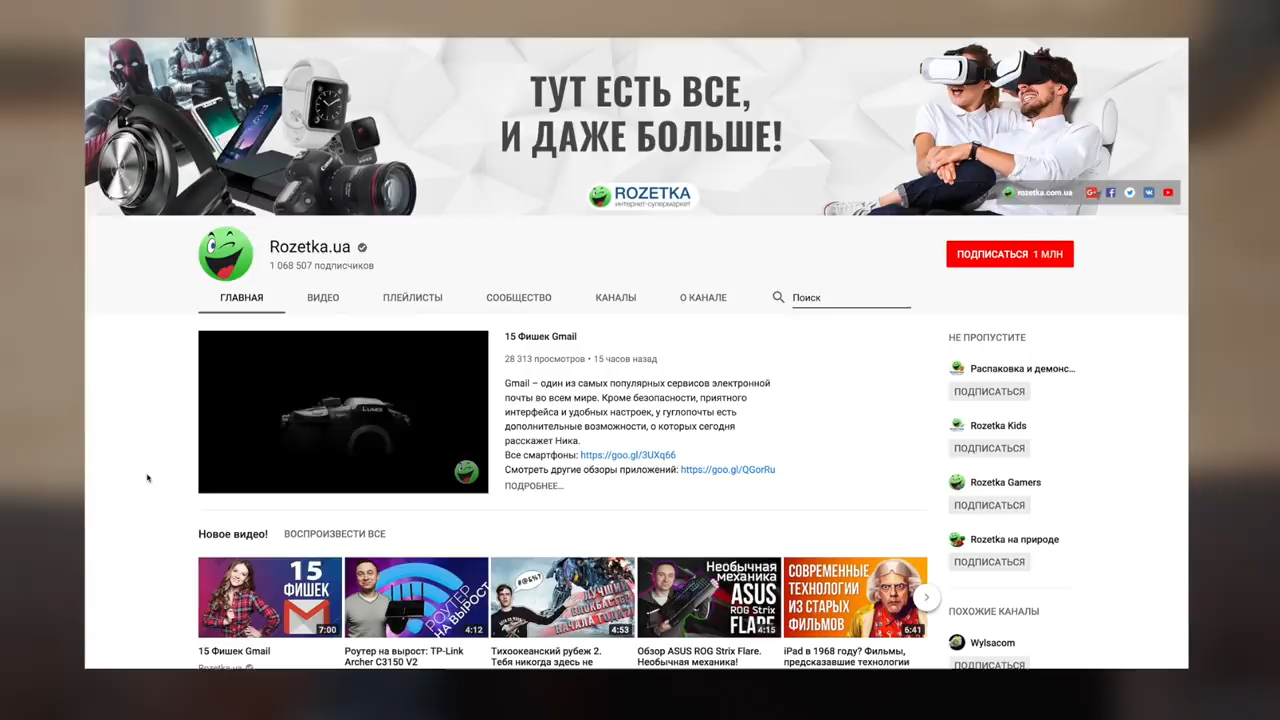 ТУТ ЕСТЬ ВСЕ,
И ДАЖЕ БОЛЬШЕ!
ROZETKA
интернет-супермаркет
rozetka.com.ua
Rozetka.ua
1 068 507 подписчиков
ПОДПИСАТЬСЯ 1 МЛН
ГЛАВНАЯ ВИДЕО ПЛЕЙЛИСТЫ СООБЩЕСТВО КАНАЛЫ О КАНАЛЕ Поиск
LUMIX
15 Фишек Gmail
28 313 просмотров • 15 часов назад
Gmail – один из самых популярных сервисов электронной
почты во всем мире. Кроме безопасности, приятного
интерфейса и удобных настроек, у гуглопочты есть
дополнительные возможности, о которых сегодня
расскажет Ника.
Все смартфоны: https://goo.gl/3UXq66
Смотреть другие обзоры приложений: https://goo.gl/QGorRu
ПОДРОБНЕЕ...
НЕ ПРОПУСТИТЕ
Распаковка и демонс...
ПОДПИСАТЬСЯ
Rozetka Kids
ПОДПИСАТЬСЯ
Rozetka Gamers
ПОДПИСАТЬСЯ
Rozetka на природе
ПОДПИСАТЬСЯ
ПОХОЖИЕ КАНАЛЫ
Wylsacom
ПОДПИСАТЬСЯ
Новое видео! ВОСПРОИЗВЕСТИ ВСЕ
15
ФИШЕК
7:00
РОУТЕР
НА ВЫРОСТ
4:12
#@&%?
ЛУЧШИЙ
БЛОКБАСТЕР
НАЧАЛА ГОДА?
4:53
Необычная
механика
ASUS
ROG Strix
FLARE
4:15
СОВРЕМЕННЫЕ
ТЕХНОЛОГИИ
ИЗ СТАРЫХ
ФИЛЬМОВ
6:41
15 Фишек Gmail
Rozetka.ua
Роутер на вырост: TP-Link
Archer C3150 V2
Тихоокеанский рубеж 2.
Тебя никогда здесь не
Обзор ASUS ROG Strix Flare.
Необычная механика!
iPad в 1968 году? Фильмы,
предсказавшие технологии